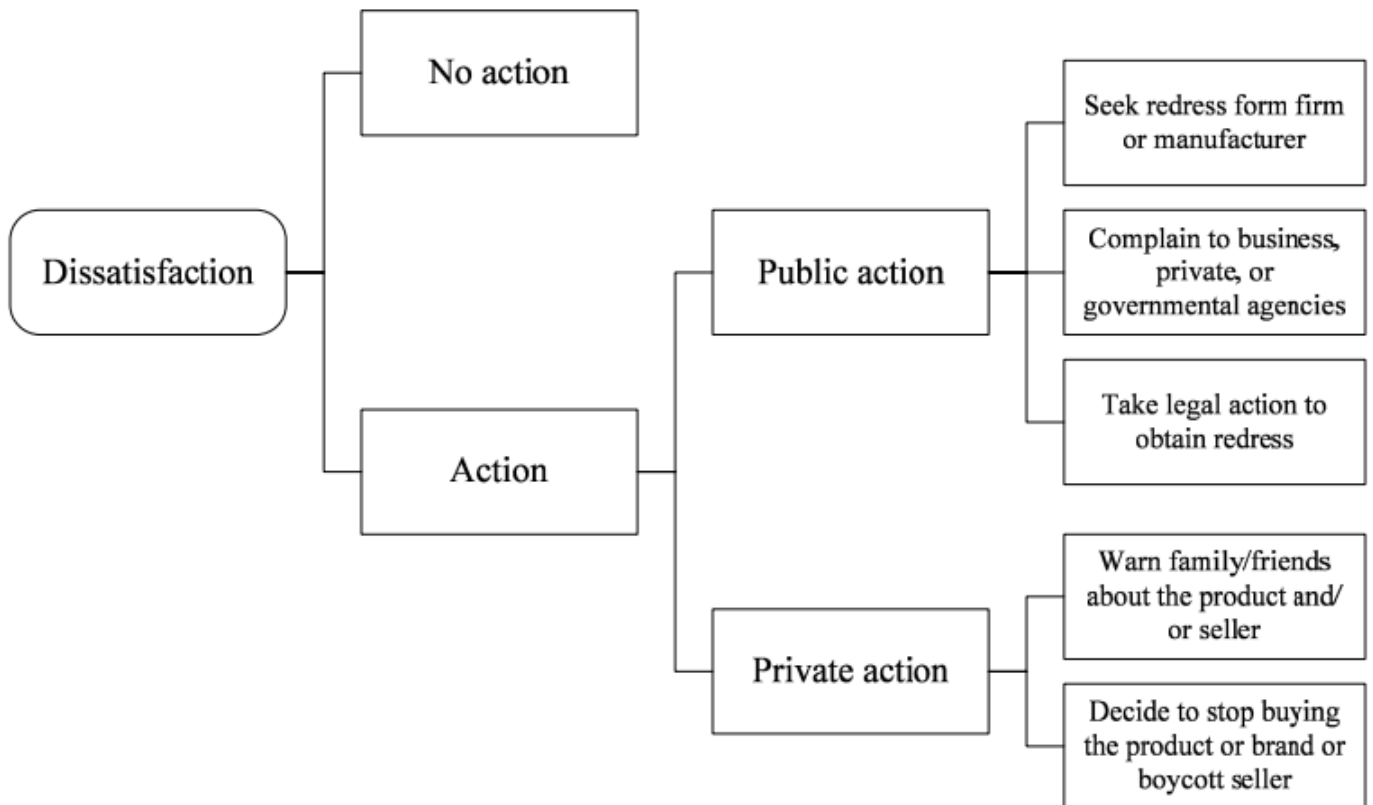 No action
Seek redress form firm
or manufacturer
Dissatisfaction
Public action
Complain to business,
private, or
governmental agencies
Action
Take legal action to
obtain redress
Private action
Warn family/friends
about the product and/
or seller
Decide to stop buying
the product or brand or
boycott seller